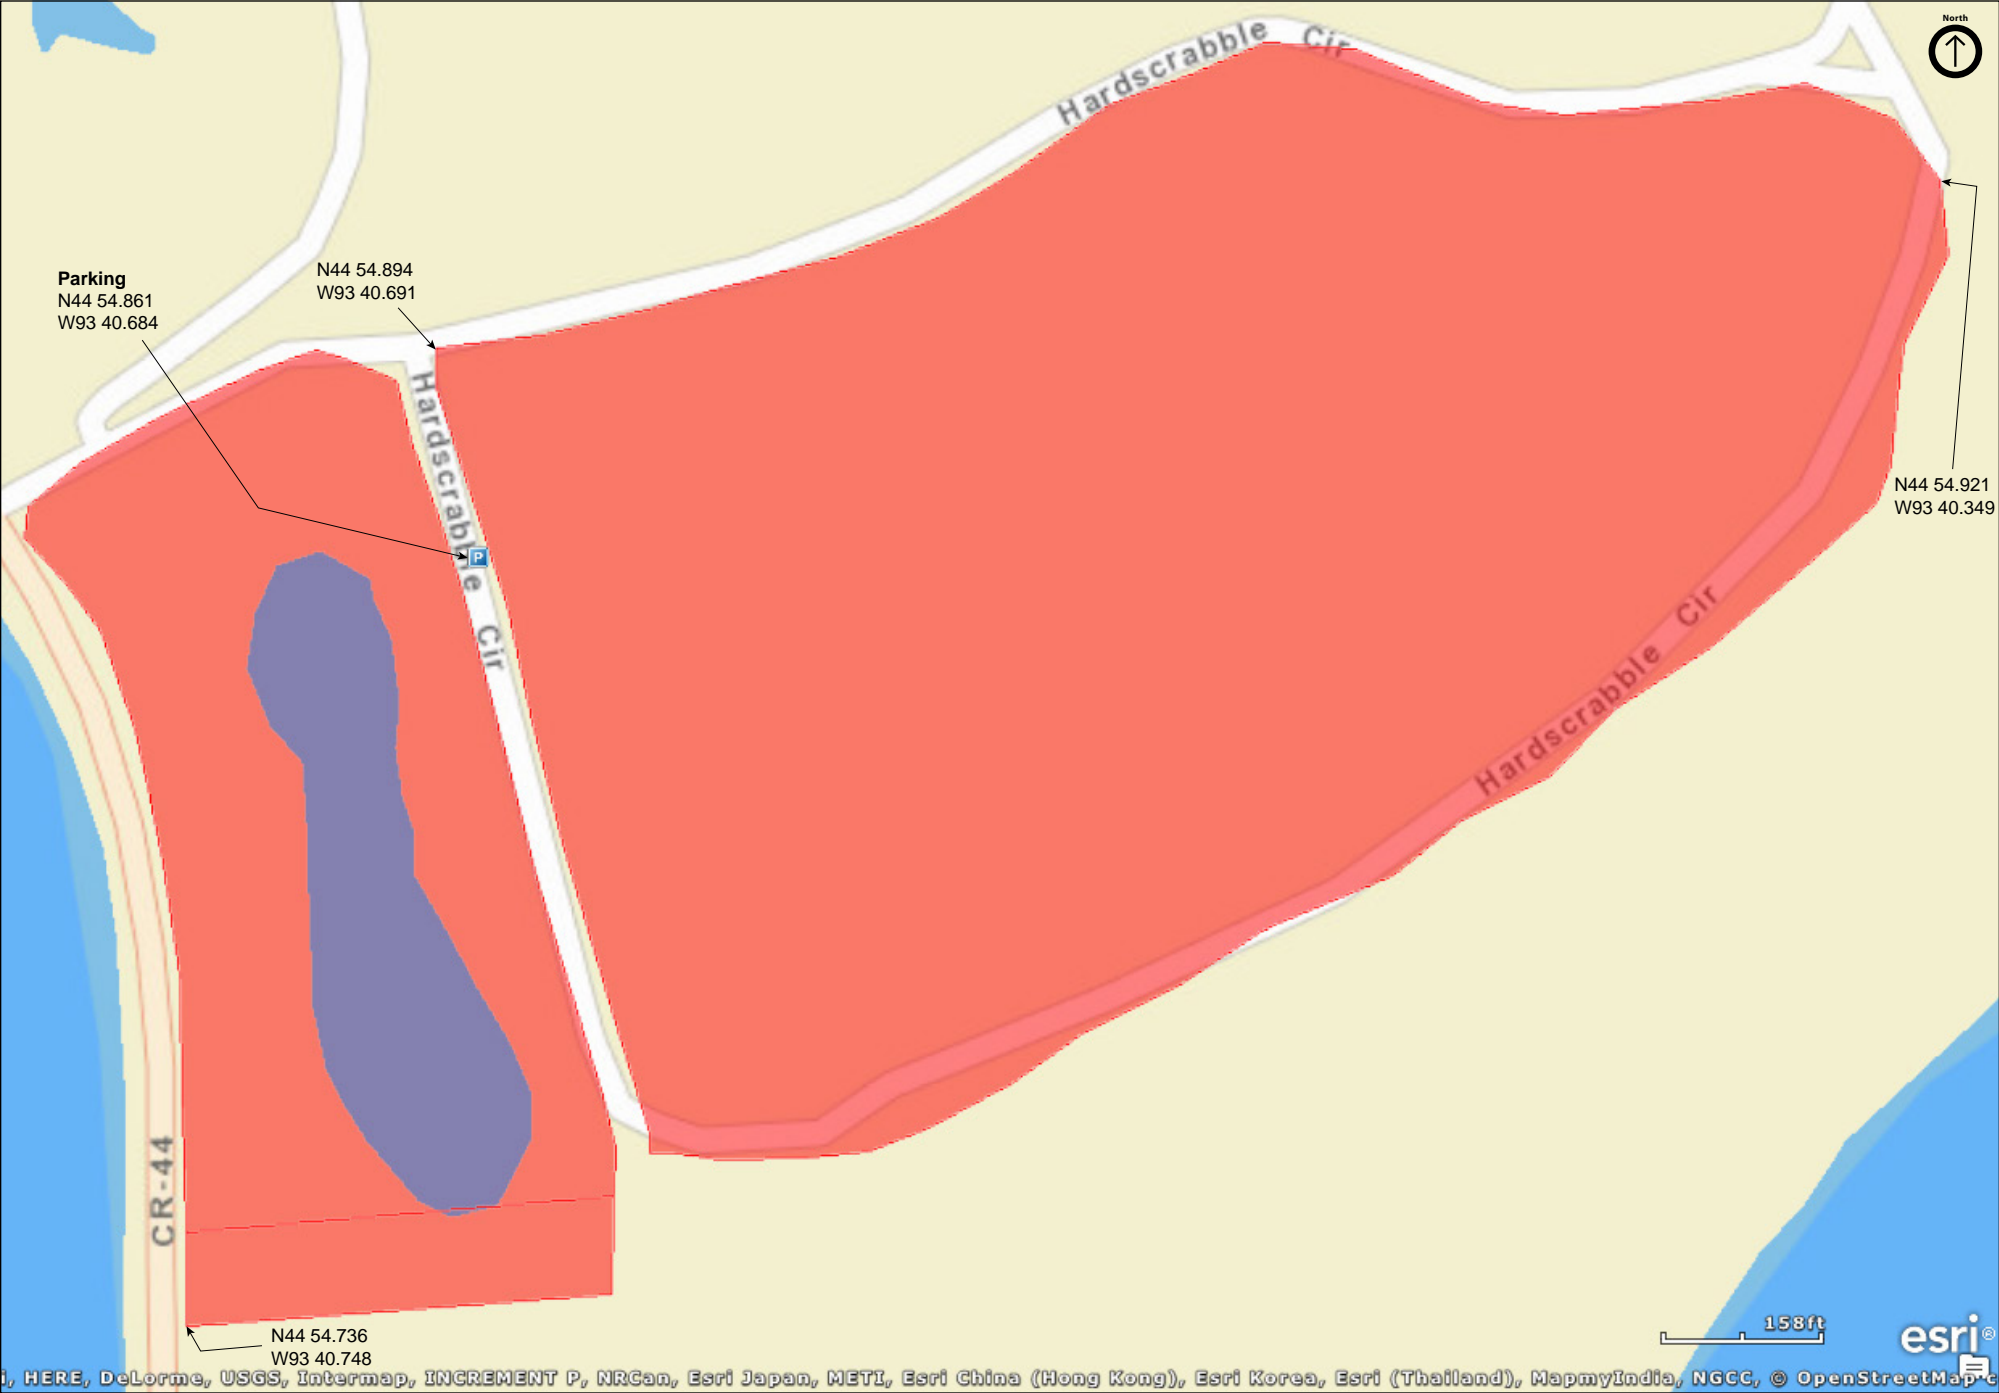 North
Hardscrabble Cir
Parking
N44 54.861
W93 40.684
N44 54.894
W93 40.691
Hardscrabble Cir
P
N44 54.921
W93 40.349
Hardscrabble Cir
CR-44
N44 54.736
W93 40.748
158ft
esri®
, HERE, DeLorme, USGS, Intermap, INCREMENT P, NRCan, Esri Japan, METI, Esri China (Hong Kong), Esri Korea, Esri (Thailand), MapmyIndia, NGCC, © OpenStreetMap c